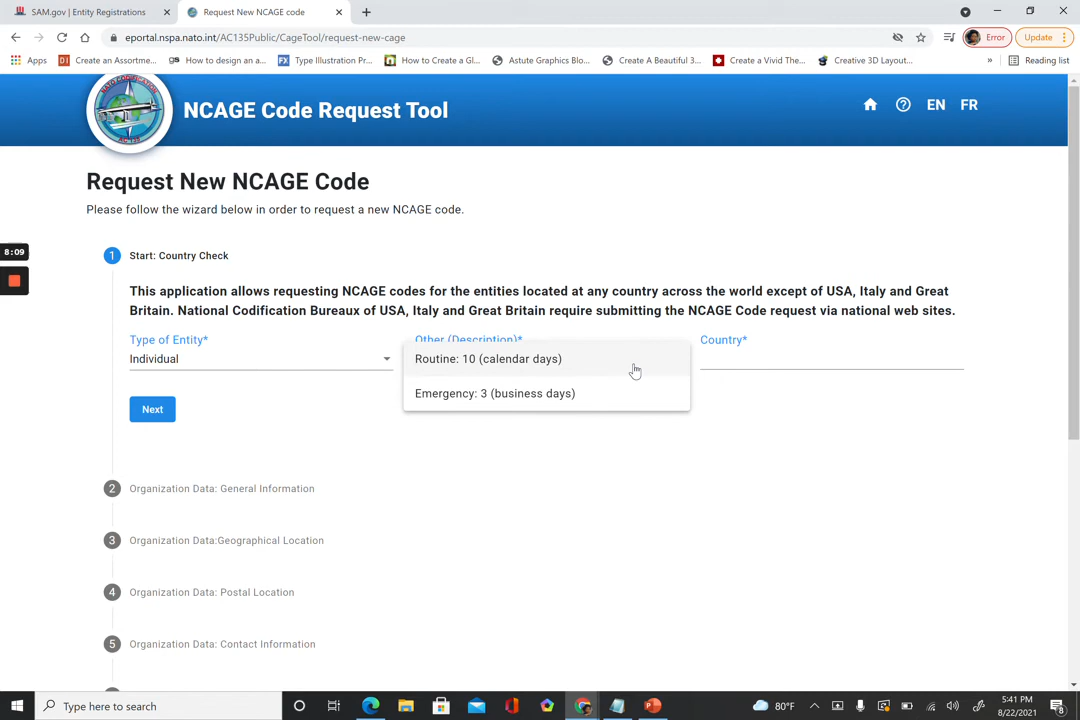 SAM.gov | Entity Registrations
Request New NCAGE code
eportal.nspa.nato.int/AC135Public/CageTool/request-new-cage
Error
Update
Apps
Create an Assortme...
How to design an a...
Type Illustration Pr...
How to Create a Gl...
Astute Graphics Blo...
Create A Beautiful 3...
Create a Vivid The...
Creative 3D Layout...
»
Reading list
NATO CODIFICATION
AC/135
NCAGE Code Request Tool
EN
FR
Request New NCAGE Code
Please follow the wizard below in order to request a new NCAGE code.
8:09
1
Start: Country Check
This application allows requesting NCAGE codes for the entities located at any country across the world except of USA, Italy and Great
Britain. National Codification Bureaux of USA, Italy and Great Britain require submitting the NCAGE Code request via national web sites.
Type of Entity*
Other (Description)*
Country*
Individual
Routine: 10 (calendar days)
Emergency: 3 (business days)
Next
2
Organization Data: General Information
3
Organization Data:Geographical Location
4
Organization Data: Postal Location
5
Organization Data: Contact Information
Type here to search
80°F
5:41 PM
8/22/2021
8